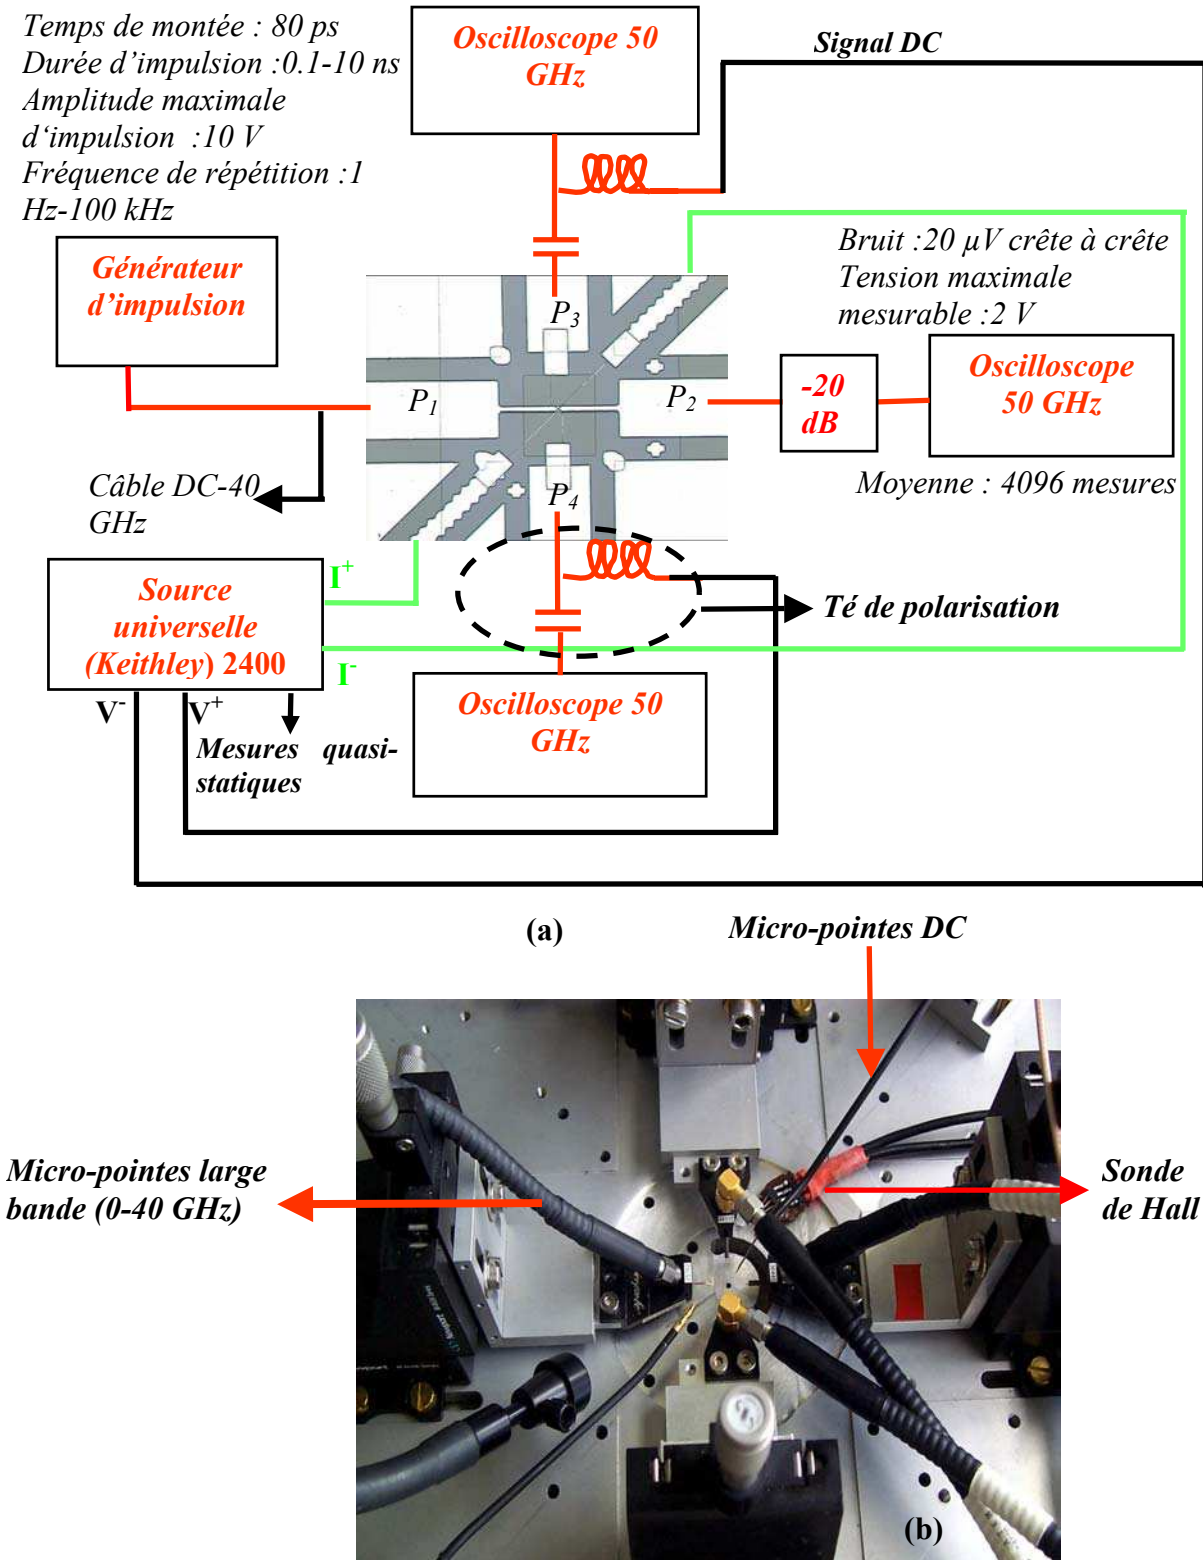 Temps de montée : 80 ps
Durée d’impulsion :0.1-10 ns
Amplitude maximale
d‘impulsion :10 V
Fréquence de répétition :1
Hz-100 kHz
Oscilloscope 50
GHz
Signal DC
Générateur
d’impulsion
Bruit :20 µV crête à crête
Tension maximale
mesurable :2 V
P3
P1
P2
-20
dB
Oscilloscope
50 GHz
Câble DC-40
GHz
P4
Moyenne : 4096 mesures
Source
universelle
(Keithley) 2400
I+
I-
Té de polarisation
V-
V+
Mesures quasi-
statiques
Oscilloscope 50
GHz
(a)
Micro-pointes DC
Micro-pointes large
bande (0-40 GHz)
Sonde
de Hall
(b)